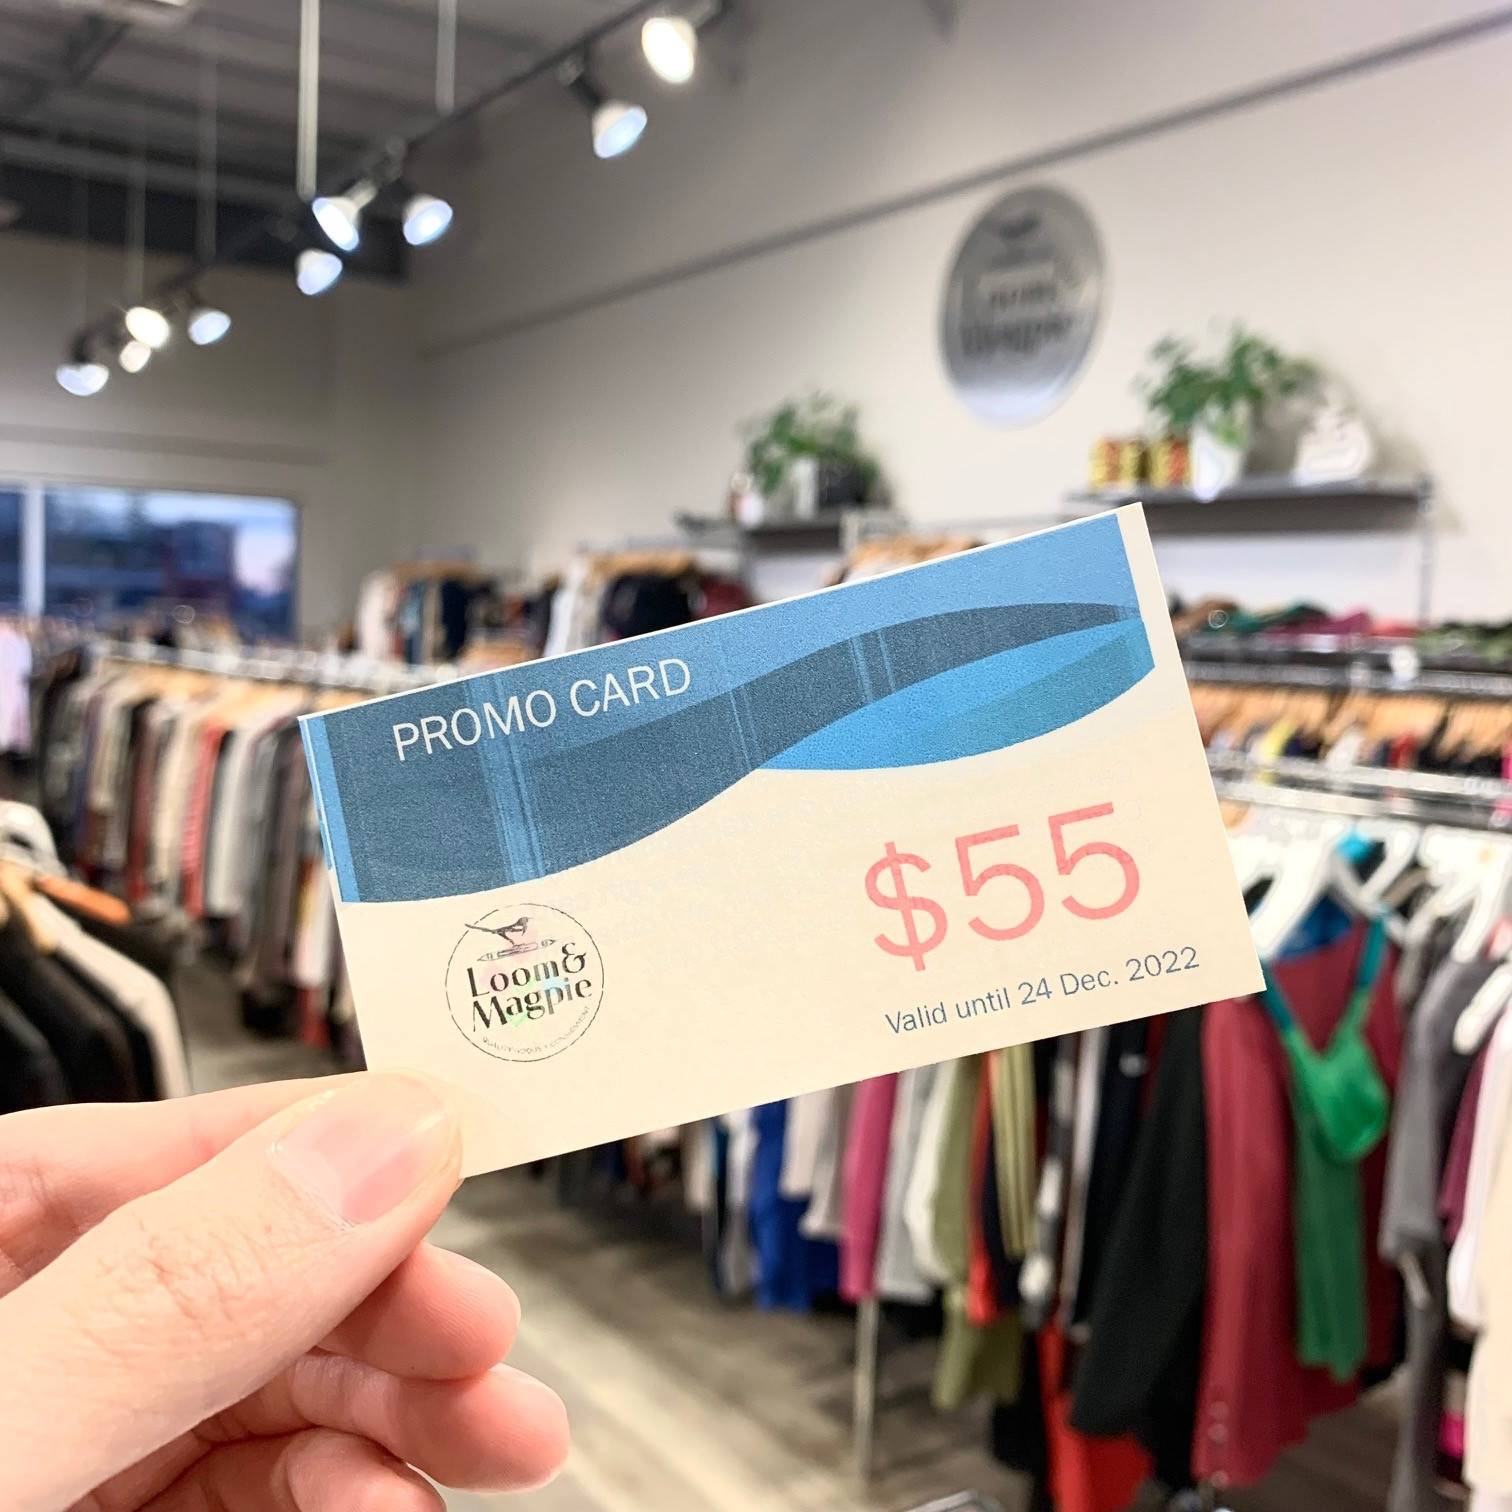 PROMO CARD
$55
Valid until 24 Dec. 2022
Loom&
Magpie